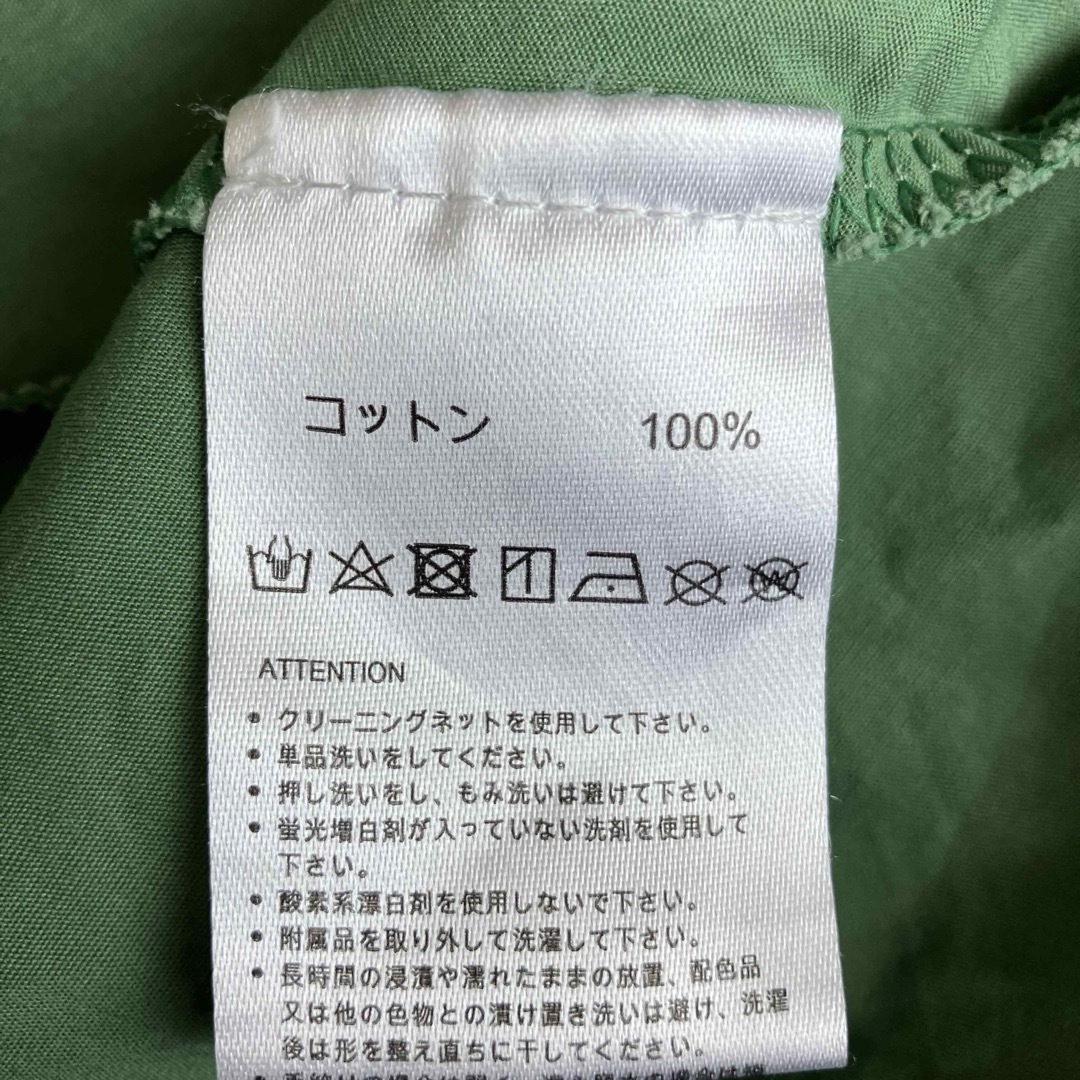 コットン 100%
W
ATTENTION
• クリーニングネットを使用して下さい。
• 単品洗いをしてください。
• 押し洗いをし、もみ洗いは避けて下さい。
• 蛍光増白剤が入っていない洗剤を使用して
下さい。
• 酸素系漂白剤を使用しないで下さい。
• 附属品を取り外して洗濯して下さい。
• 長時間の浸漬や濡れたままの放置、配色品
又は他の色物との漬け置き洗いは避け、洗濯
後は形を整え直ちに干してください。